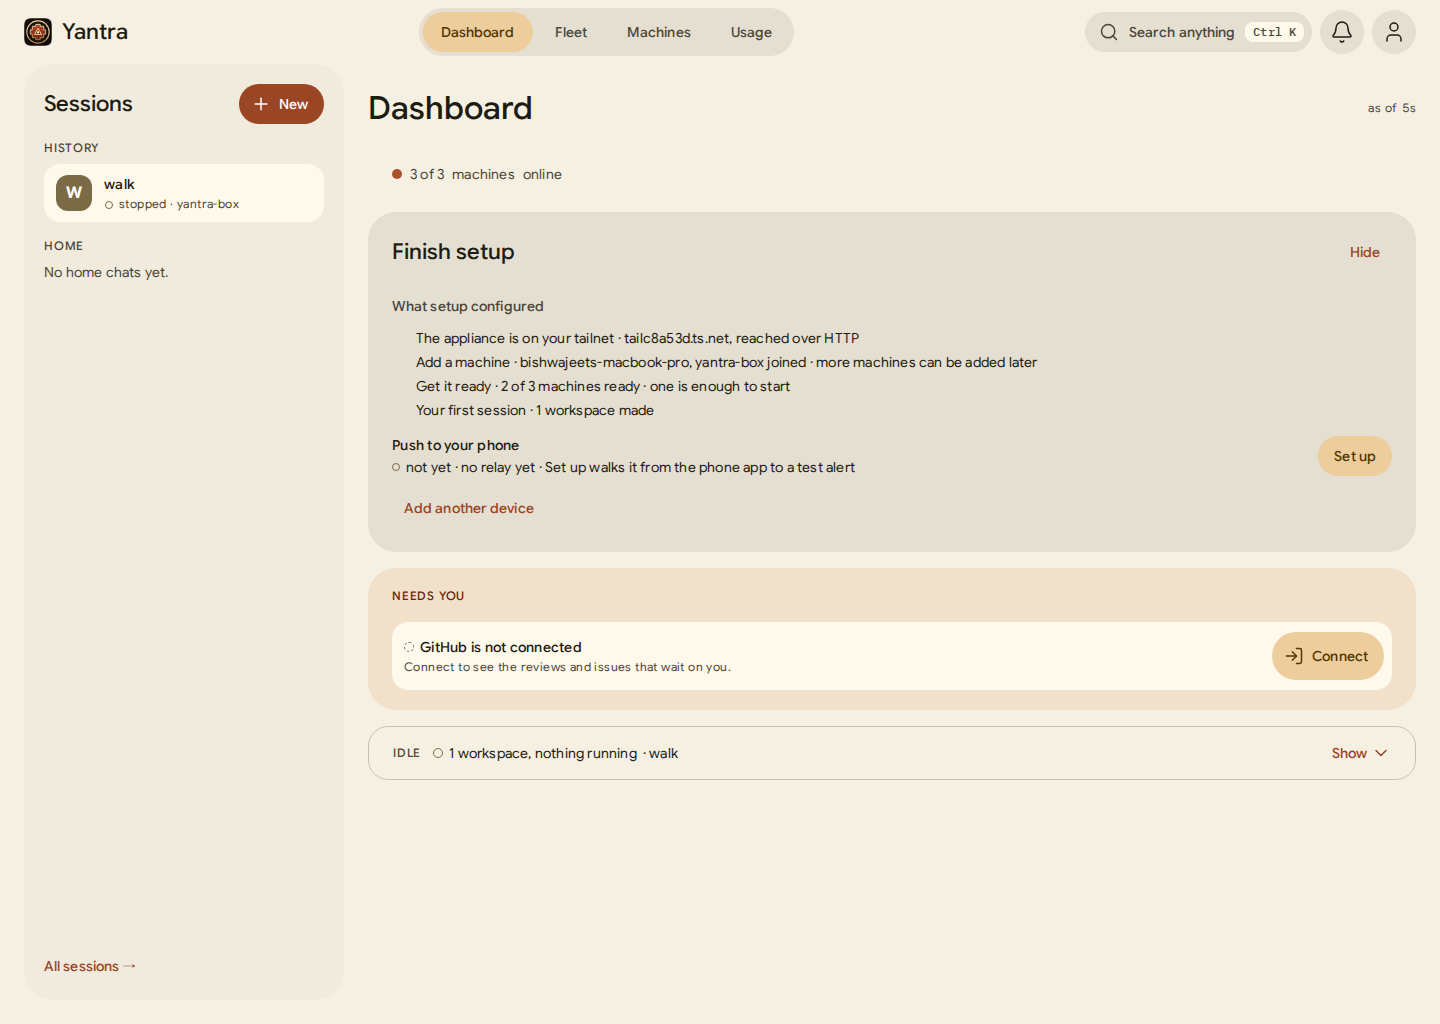 Yantra
Dashboard
Fleet
Machines
Usage
Search anything
Ctrl K
Sessions
New
HISTORY
W
walk
stopped · yantra-box
HOME
No home chats yet.
All sessions →
Dashboard
as of 5s
3 of 3 machines online
Finish setup
Hide
What setup configured
The appliance is on your tailnet · tailc8a53d.ts.net, reached over HTTP
Add a machine · bishwajeets-macbook-pro, yantra-box joined · more machines can be added later
Get it ready · 2 of 3 machines ready · one is enough to start
Your first session · 1 workspace made
Push to your phone
not yet · no relay yet · Set up walks it from the phone app to a test alert
Set up
Add another device
NEEDS YOU
GitHub is not connected
Connect to see the reviews and issues that wait on you.
Connect
IDLE
1 workspace, nothing running · walk
Show